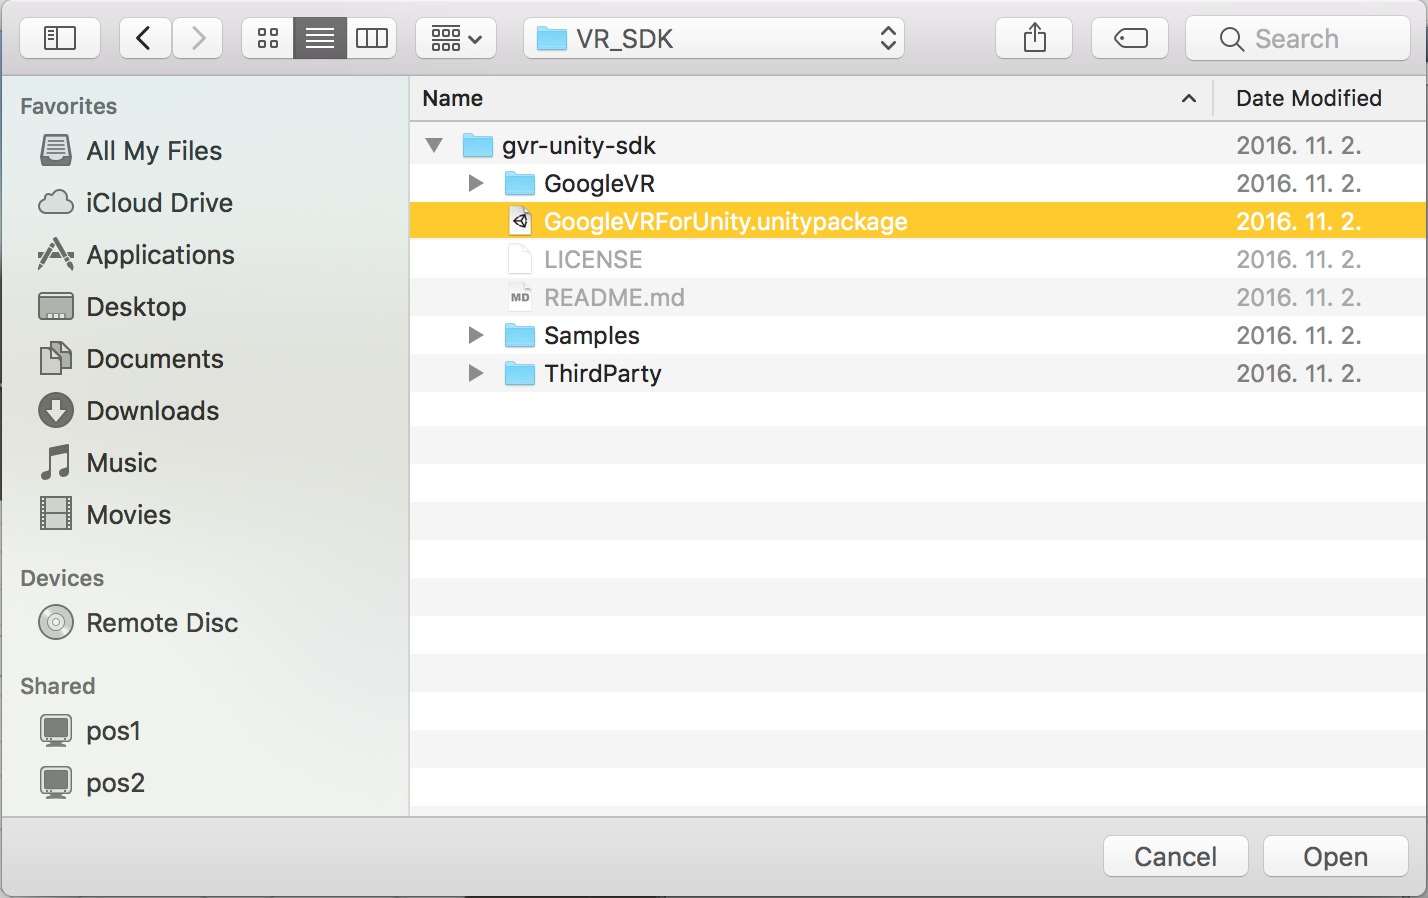 VR_SDK
Search
Favorites
All My Files
iCloud Drive
Applications
Desktop
Documents
Downloads
Music
Movies
Devices
Remote Disc
Shared
pos1
pos2
Name Date Modified
gvr-unity-sdk 2016. 11. 2.
GoogleVR 2016. 11. 2.
GoogleVRForUnity.unitypackage 2016. 11. 2.
LICENSE 2016. 11. 2.
MD README.md 2016. 11. 2.
Samples 2016. 11. 2.
ThirdParty 2016. 11. 2.
Cancel Open